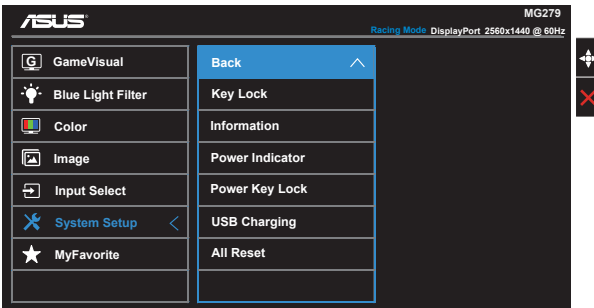 ASUS
MG279
Racing Mode DisplayPort 2560x1440 @ 60Hz
G GameVisual
Blue Light Filter
Color
Image
Input Select
System Setup
MyFavorite
Back
Key Lock
Information
Power Indicator
Power Key Lock
USB Charging
All Reset